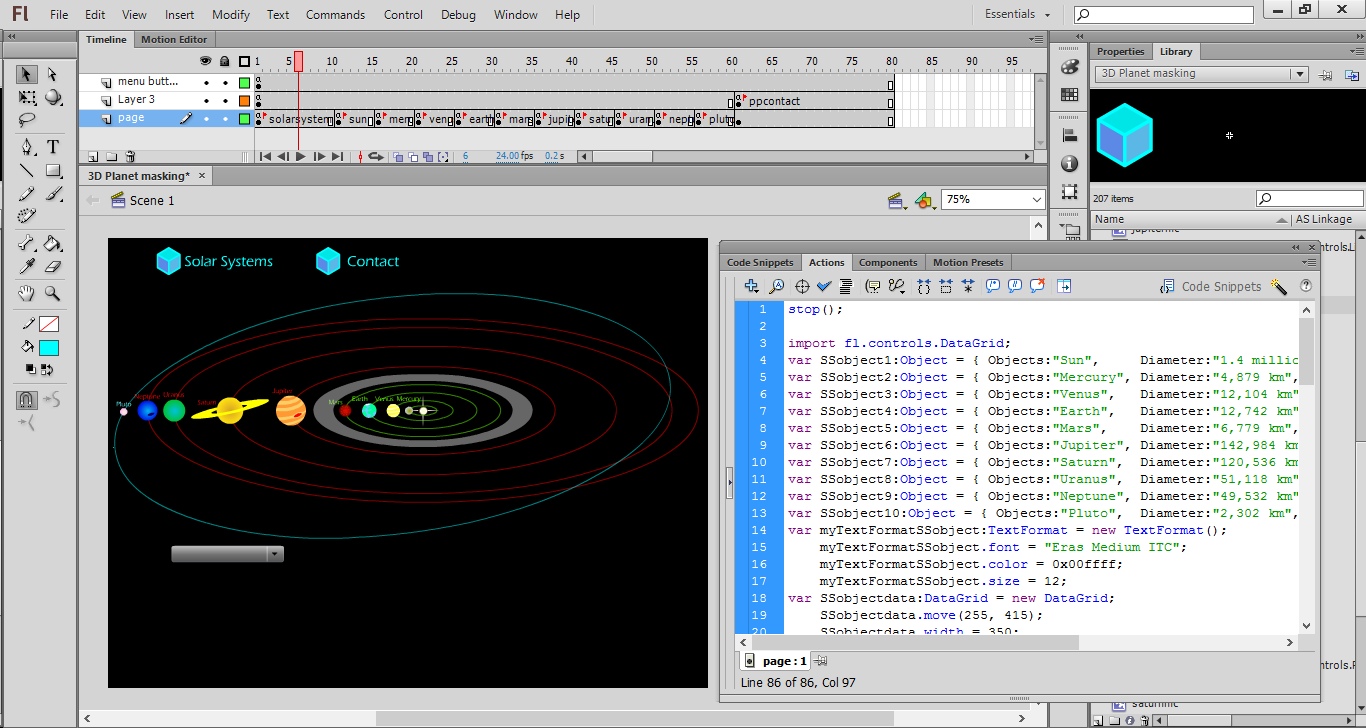 Fl File Edit View Insert Modify Text Commands Control Debug Window Help Essentials
Timeline Motion Editor
1 5 10 15 20 25 30 35 40 45 50 55 60 65 70 75 80 85 90 95
menu butt...
Layer 3 ppcontact
page solarsystem sun mer venu earth mars jupit satu uran nept pluto
6 24.00 fps 0.2 s
3D Planet masking*
Scene 1
75%
Solar Systems Contact
Pluto Neptune Uranus Saturn Jupiter Mars Earth Venus Mercury
Properties Library
3D Planet masking
207 items
Name AS Linkage
Code Snippets Actions Components Motion Presets
Code Snippets
1 stop();
2
3 import fl.controls.DataGrid;
4 var SSobject1:Object = { Objects:"Sun", Diameter:"1.4 millio
5 var SSobject2:Object = { Objects:"Mercury", Diameter:"4,879 km",
6 var SSobject3:Object = { Objects:"Venus", Diameter:"12,104 km"
7 var SSobject4:Object = { Objects:"Earth", Diameter:"12,742 km"
8 var SSobject5:Object = { Objects:"Mars", Diameter:"6,779 km",
9 var SSobject6:Object = { Objects:"Jupiter", Diameter:"142,984 km
10 var SSobject7:Object = { Objects:"Saturn", Diameter:"120,536 km
11 var SSobject8:Object = { Objects:"Uranus", Diameter:"51,118 km"
12 var SSobject9:Object = { Objects:"Neptune", Diameter:"49,532 km"
13 var SSobject10:Object = { Objects:"Pluto", Diameter:"2,302 km",
14 var myTextFormatSSobject:TextFormat = new TextFormat();
15 myTextFormatSSobject.font = "Eras Medium ITC";
16 myTextFormatSSobject.color = 0x00ffff;
17 myTextFormatSSobject.size = 12;
18 var SSobjectdata:DataGrid = new DataGrid;
19 SSobjectdata.move(255, 415);
20 SSobjectdata.width = 350;
page : 1
Line 86 of 86, Col 97